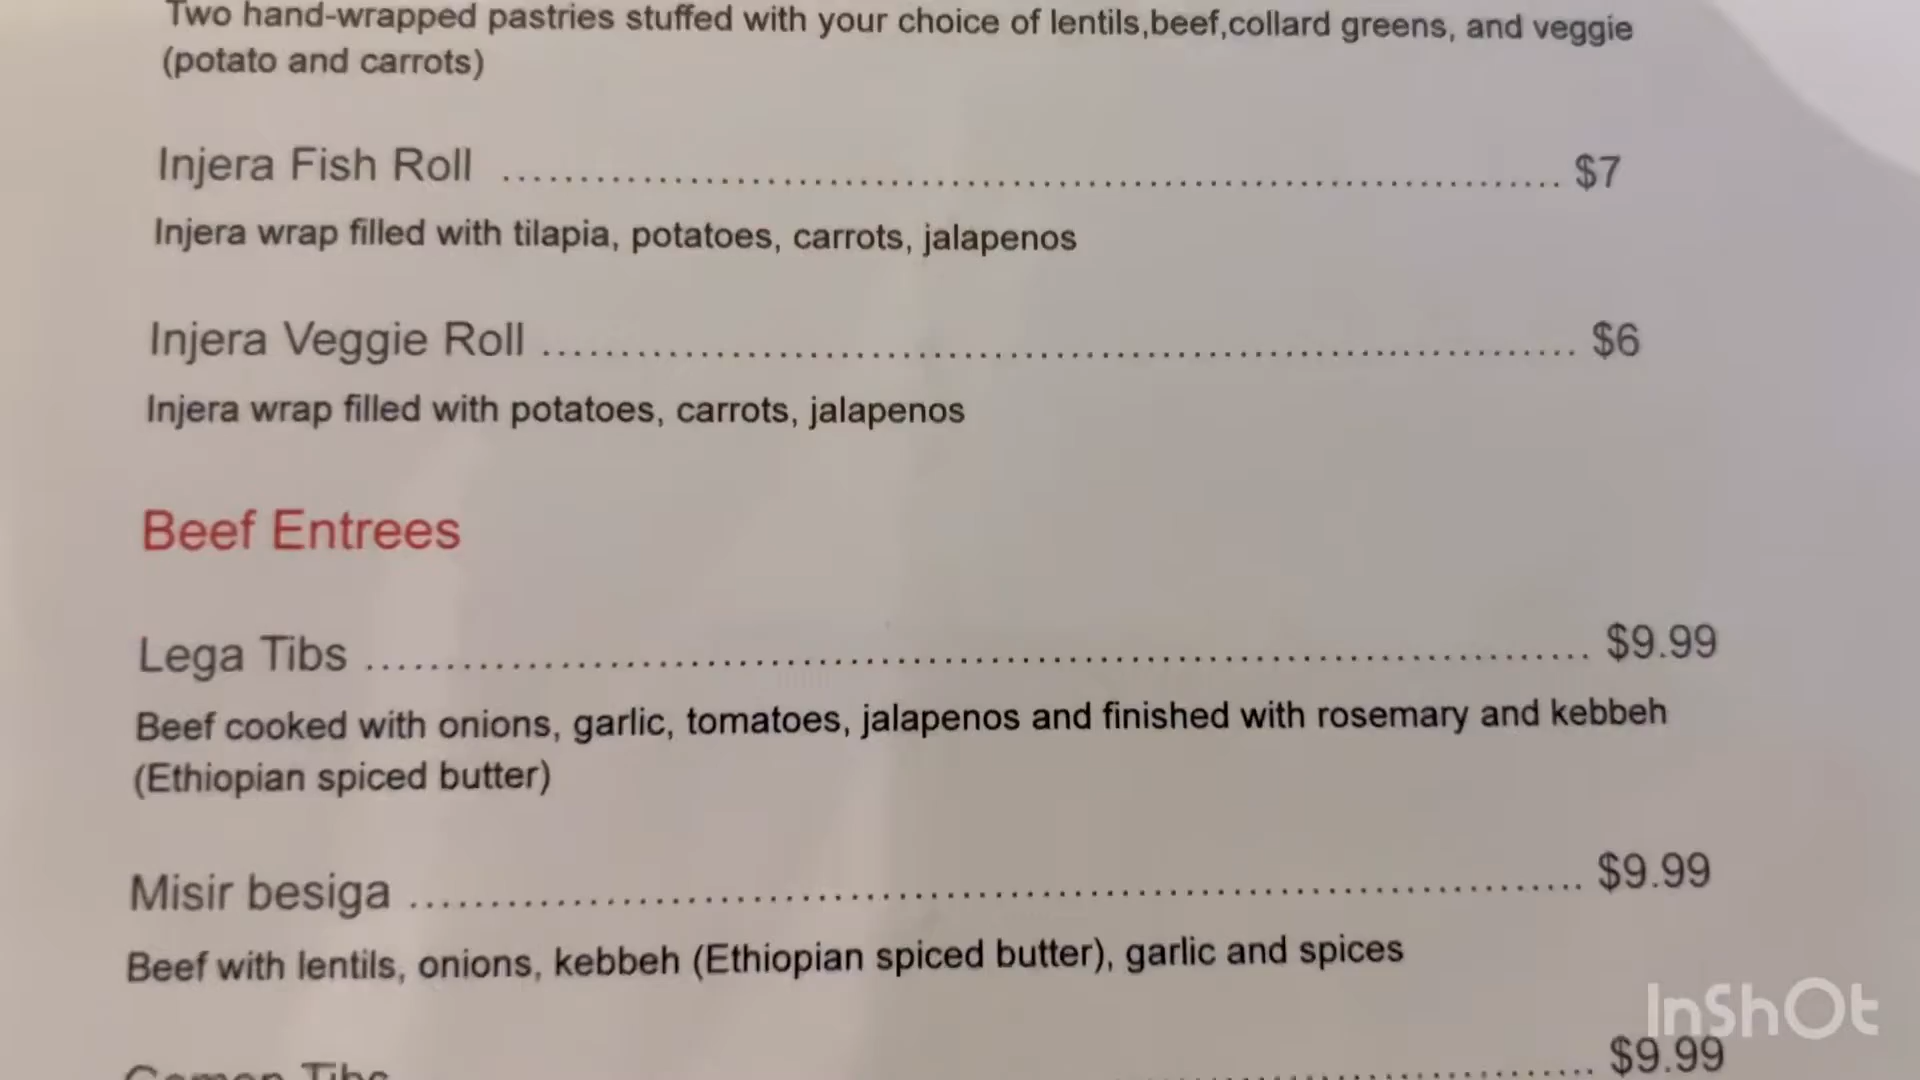 Two hand-wrapped pastries stuffed with your choice of lentils,beef,collard greens, and veggie
(potato and carrots)
Injera Fish Roll ........................................................ $7
Injera wrap filled with tilapia, potatoes, carrots, jalapenos
Injera Veggie Roll ....................................................... $6
Injera wrap filled with potatoes, carrots, jalapenos
Beef Entrees
Lega Tibs ................................................................. $9.99
Beef cooked with onions, garlic, tomatoes, jalapenos and finished with rosemary and kebbeh
(Ethiopian spiced butter)
Misir besiga .............................................................. $9.99
Beef with lentils, onions, kebbeh (Ethiopian spiced butter), garlic and spices
InShOt
Tibs ............ $9.99